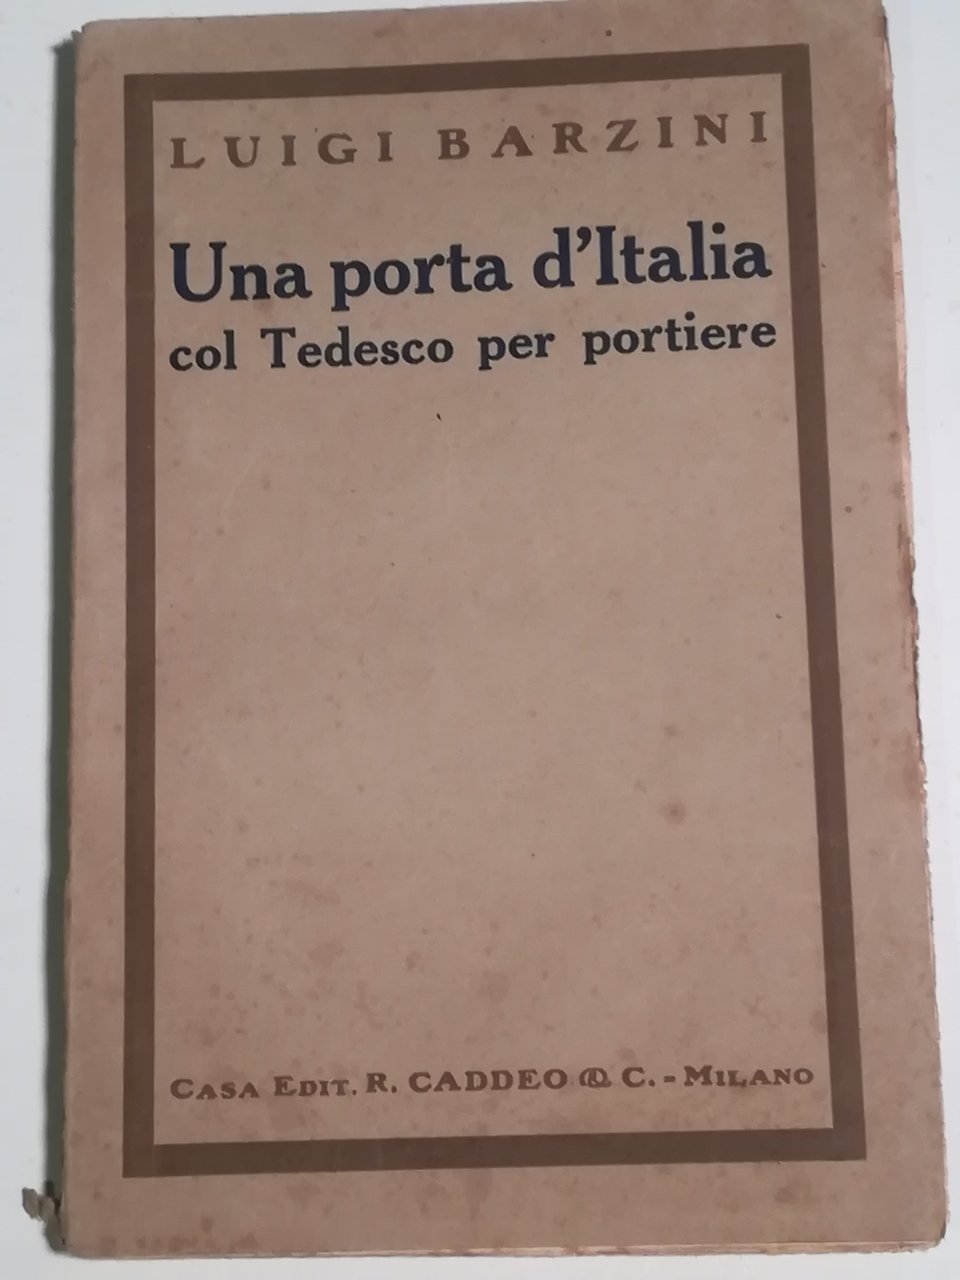 LUIGI BARZINI
Una porta d'Italia
col Tedesco per portiere
CASA EDIT. R. CADDEO & C. - MILANO